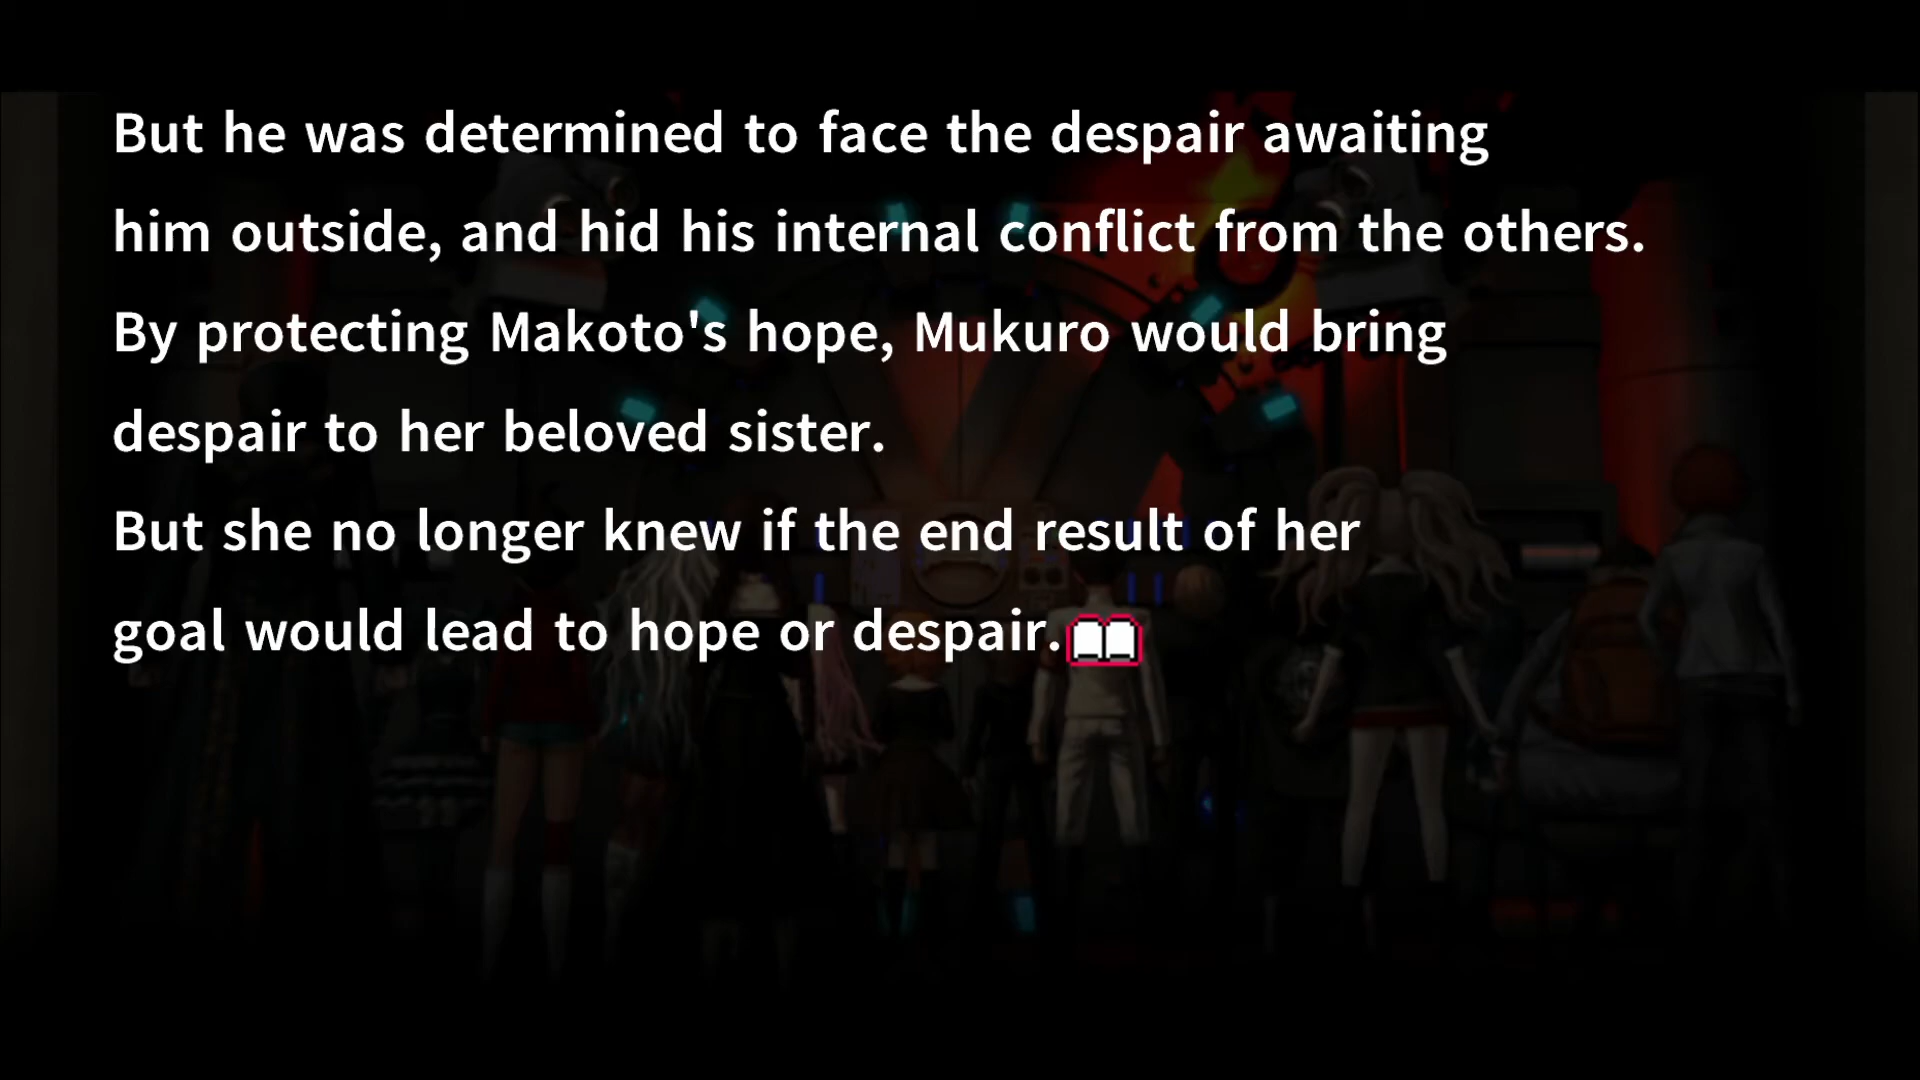 But he was determined to face the despair awaiting
him outside, and hid his internal conflict from the others.
By protecting Makoto's hope, Mukuro would bring
despair to her beloved sister.
But she no longer knew if the end result of her
goal would lead to hope or despair.